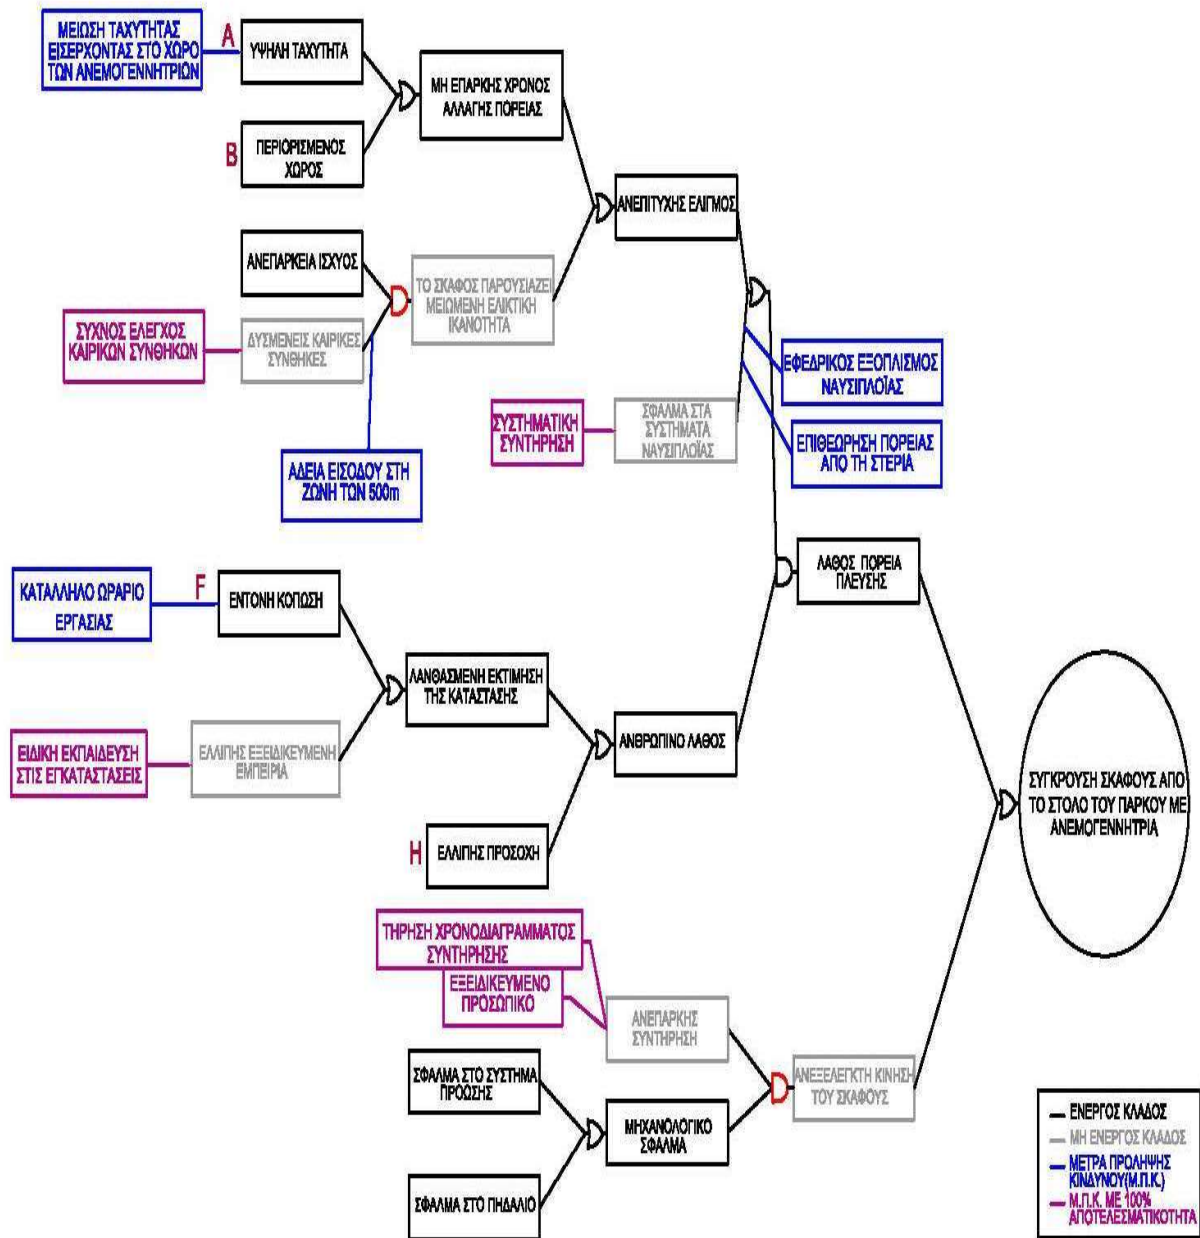 ΜΕΙΩΣΗ ΤΑΧΥΤΗΤΑΣ
ΕΙΣΕΡΧΟΝΤΑΣ ΣΤΟ ΧΩΡΟ
ΤΩΝ ΑΝΕΜΟΓΕΝΝΗΤΡΙΩΝ
A
ΥΨΗΛΗ ΤΑΧΥΤΗΤΑ
B
ΠΕΡΙΟΡΙΣΜΕΝΟΣ
ΧΩΡΟΣ
ΜΗ ΕΠΑΡΚΗΣ ΧΡΟΝΟΣ
ΑΛΛΑΓΗΣ ΠΟΡΕΙΑΣ
ΑΝΕΠΙΤΥΧΗΣ ΕΛΙΓΜΟΣ
ΑΝΕΠΑΡΚΕΙΑ ΙΣΧΥΟΣ
ΤΟ ΣΚΑΦΟΣ ΠΑΡΟΥΣΙΑΖΕΙ
ΜΕΙΩΜΕΝΗ ΕΛΙΚΤΙΚΗ
ΙΚΑΝΟΤΗΤΑ
ΣΥΧΝΟΣ ΕΛΕΓΧΟΣ
ΚΑΙΡΙΚΩΝ ΣΥΝΘΗΚΩΝ
ΔΥΣΜΕΝΕΙΣ ΚΑΙΡΙΚΕΣ
ΣΥΝΘΗΚΕΣ
ΕΦΕΔΡΙΚΟΣ ΕΞΟΠΛΙΣΜΟΣ
ΝΑΥΣΙΠΛΟΪΑΣ
ΣΥΣΤΗΜΑΤΙΚΗ
ΣΥΝΤΗΡΗΣΗ
ΣΦΑΛΜΑ ΣΤΑ
ΣΥΣΤΗΜΑΤΑ
ΝΑΥΣΙΠΛΟΪΑΣ
ΕΠΙΘΕΩΡΗΣΗ ΠΟΡΕΙΑΣ
ΑΠΟ ΤΗ ΣΤΕΡΙΑ
ΑΔΕΙΑ ΕΙΣΟΔΟΥ ΣΤΗ
ΖΩΝΗ ΤΩΝ 500m
ΛΑΘΟΣ ΠΟΡΕΙΑ
ΠΛΕΥΣΗΣ
ΚΑΤΑΛΛΗΛΟ ΩΡΑΡΙΟ
ΕΡΓΑΣΙΑΣ
F
ΕΝΤΟΝΗ ΚΟΠΩΣΗ
ΛΑΝΘΑΣΜΕΝΗ ΕΚΤΙΜΗΣΗ
ΤΗΣ ΚΑΤΑΣΤΑΣΗΣ
ΕΙΔΙΚΗ ΕΚΠΑΙΔΕΥΣΗ
ΣΤΙΣ ΕΓΚΑΤΑΣΤΑΣΕΙΣ
ΕΛΛΙΠΗΣ ΕΞΕΙΔΙΚΕΥΜΕΝΗ
ΕΜΠΕΙΡΙΑ
ΑΝΘΡΩΠΙΝΟ ΛΑΘΟΣ
H
ΕΛΛΙΠΗΣ ΠΡΟΣΟΧΗ
ΣΥΓΚΡΟΥΣΗ ΣΚΑΦΟΥΣ ΑΠΟ
ΤΟ ΣΤΟΛΟ ΤΟΥ ΠΑΡΚΟΥ ΜΕ
ΑΝΕΜΟΓΕΝΝΗΤΡΙΑ
ΤΗΡΗΣΗ ΧΡΟΝΟΔΙΑΓΡΑΜΜΑΤΟΣ
ΣΥΝΤΗΡΗΣΗΣ
ΕΞΕΙΔΙΚΕΥΜΕΝΟ
ΠΡΟΣΩΠΙΚΟ
ΑΝΕΠΑΡΚΗΣ
ΣΥΝΤΗΡΗΣΗ
ΣΦΑΛΜΑ ΣΤΟ ΣΥΣΤΗΜΑ
ΠΡΟΩΣΗΣ
ΜΗΧΑΝΟΛΟΓΙΚΟ
ΣΦΑΛΜΑ
ΑΝΕΞΕΛΕΓΚΤΗ ΚΙΝΗΣΗ
ΤΟΥ ΣΚΑΦΟΥΣ
ΣΦΑΛΜΑ ΣΤΟ ΠΗΔΑΛΙΟ
ΕΝΕΡΓΟΣ ΚΛΑΔΟΣ
ΜΗ ΕΝΕΡΓΟΣ ΚΛΑΔΟΣ
ΜΕΤΡΑ ΠΡΟΛΗΨΗΣ
ΚΙΝΔΥΝΟΥ(Μ.Π.Κ.)
Μ.Π.Κ. ΜΕ 100%
ΑΠΟΤΕΛΕΣΜΑΤΙΚΟΤΗΤΑ